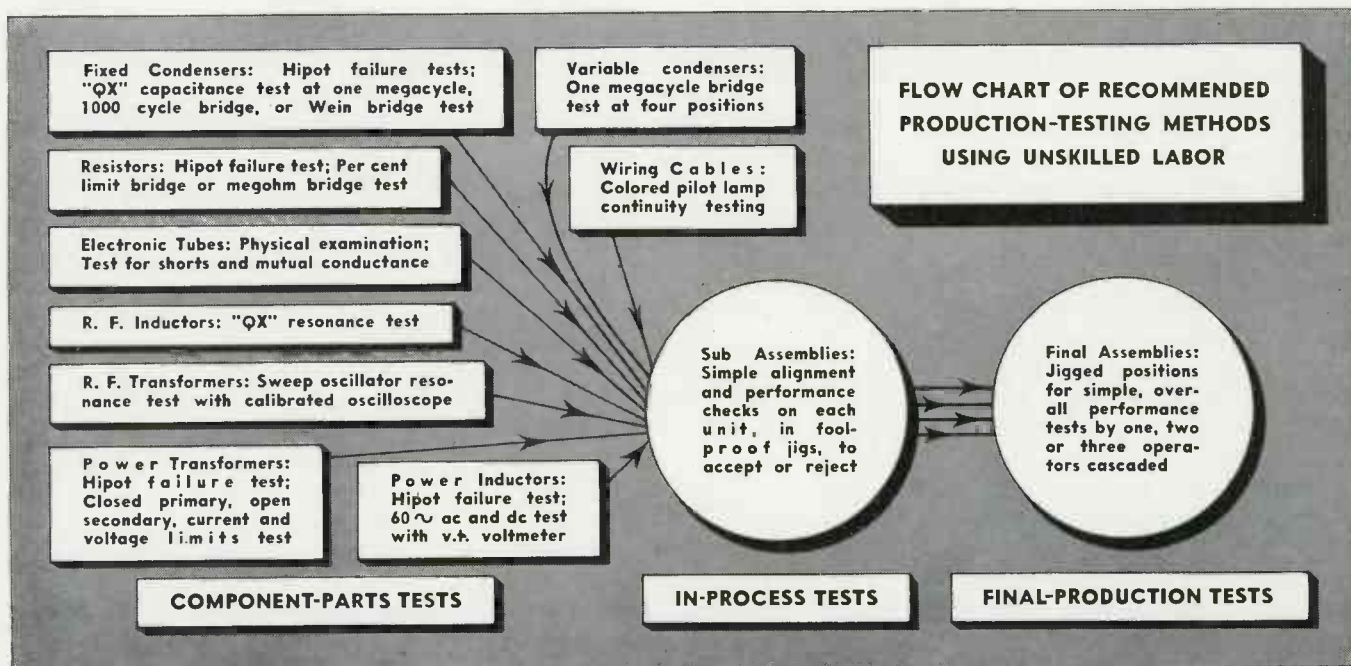 Fixed Condensers: Hipot failure tests;
"QX" capacitance test at one megacycle,
1000 cycle bridge, or Wein bridge test
Variable condensers:
One megacycle bridge
test at four positions
FLOW CHART OF RECOMMENDED
PRODUCTION-TESTING METHODS
USING UNSKILLED LABOR
Resistors: Hipot failure test; Per cent
limit bridge or megohm bridge test
Wiring Cables:
Colored pilot lamp
continuity testing
Electronic Tubes: Physical examination;
Test for shorts and mutual conductance
R. F. Inductors: "QX" resonance test
R. F. Transformers: Sweep oscillator reso-
nance test with calibrated oscilloscope
Power Transformers:
Hipot failure test;
Closed primary, open
secondary, current and
voltage limits test
Power Inductors:
Hipot failure test;
60 ∿ ac and dc test
with v.t. voltmeter
Sub Assemblies:
Simple alignment
and performance
checks on each
unit, in fool-
proof jigs, to
accept or reject
Final Assemblies:
Jigged positions
for simple, over-
all performance
tests by one, two
or three opera-
tors cascaded
COMPONENT-PARTS TESTS
IN-PROCESS TESTS
FINAL-PRODUCTION TESTS